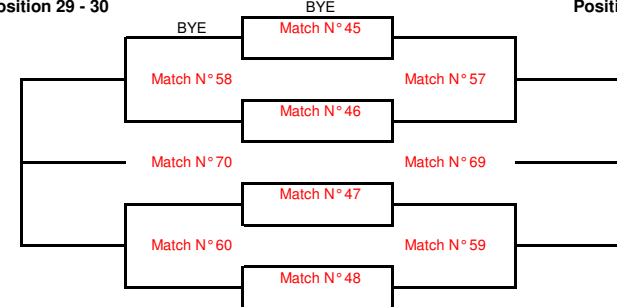 osition 29 - 30 BYE Positi
BYE Match N°45
Match N°58 Match N°57
Match N°46
Match N°70 Match N°69
Match N°47
Match N°60 Match N°59
Match N°48